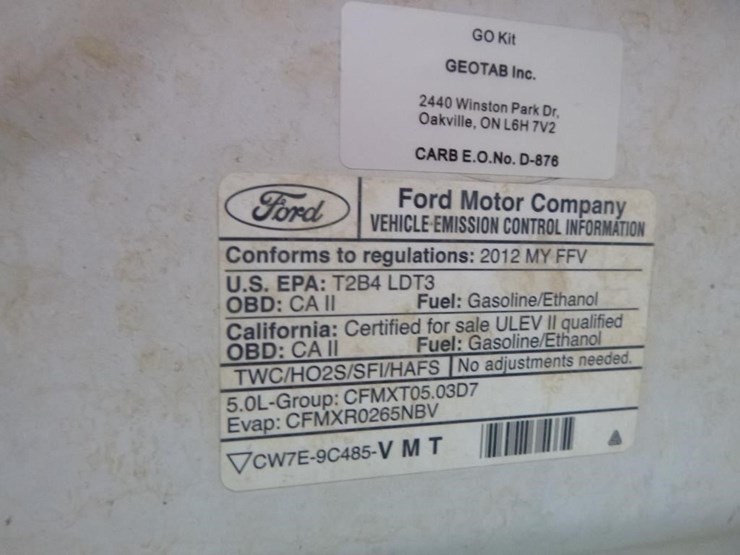 GO Kit
GEOTAB Inc.
2440 Winston Park Dr,
Oakville, ON L6H 7V2
CARB E.O.No. D-876
Ford
Ford Motor Company
VEHICLE EMISSION CONTROL INFORMATION
Conforms to regulations: 2012 MY FFV
U.S. EPA: T2B4 LDT3
OBD: CA II Fuel: Gasoline/Ethanol
California: Certified for sale ULEV II qualified
OBD: CA II Fuel: Gasoline/Ethanol
TWC/HO2S/SFI/HAFS No adjustments needed.
5.0L-Group: CFMXT05.03D7
Evap: CFMXR0265NBV
CW7E-9C485-V M T